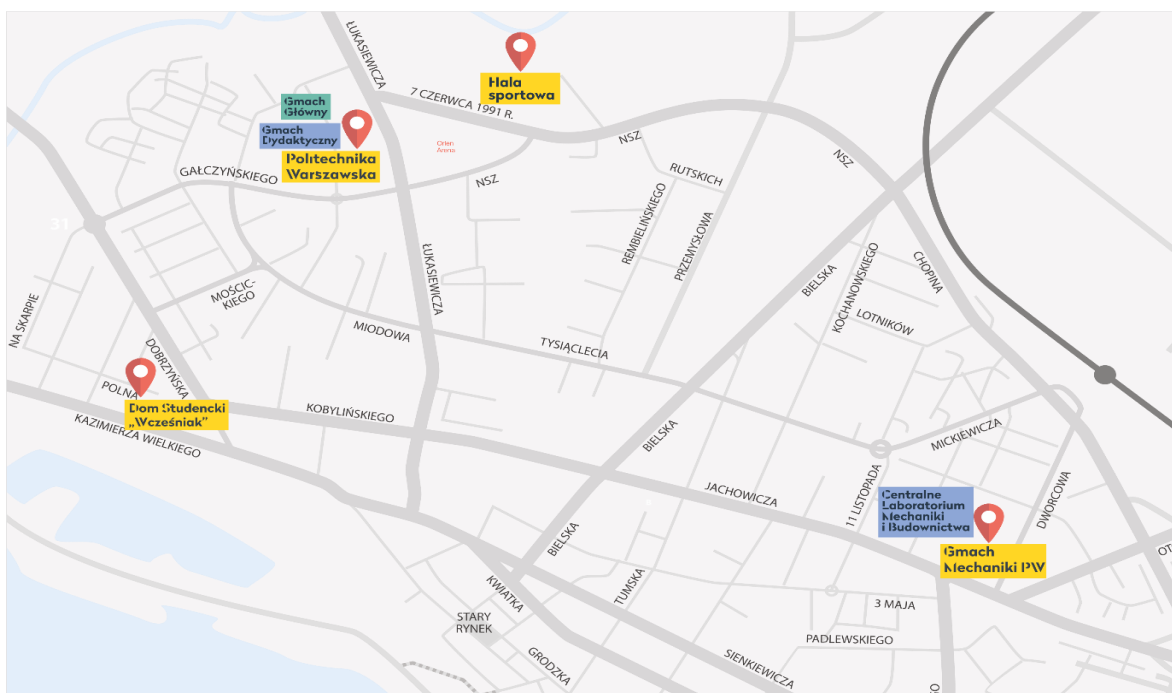 ŁUKASIEWICZA
Hala
sportowa
7 CZERWCA 1991 R.
Gmach
Główny
Gmach
Dydaktyczny
Politechnika
Warszawska
Orlen
Arena
NSZ
NSZ
NSZ
GAŁCZYŃSKIEGO
RUTSKICH
31
REMBIELIŃSKIEGO
PRZEMYSŁOWA
ŁUKASIEWICZA
BIELSKA
KOCHANOWSKIEGO
CHOPINA
MOŚCIC-
KIEGO
NA SKARPIE
MIODOWA
LOTNIKÓW
DOBRZYŃSKA
TYSIĄCLECIA
POLNA
Dom Studencki
„Wcześniak”
KOBYLIŃSKIEGO
KAZIMIERZA WIELKIEGO
BIELSKA
MICKIEWICZA
JACHOWICZA
11 LISTOPADA
DWORCOWA
Centralne
Laboratorium
Mechaniki
i Budownictwa
Gmach
Mechaniki PW
OT
BIELSKA
KWIATKA
TUMSKA
STARY
RYNEK
3 MAJA
PADLEWSKIEGO
GRODZKA
SIENKIEWICZA